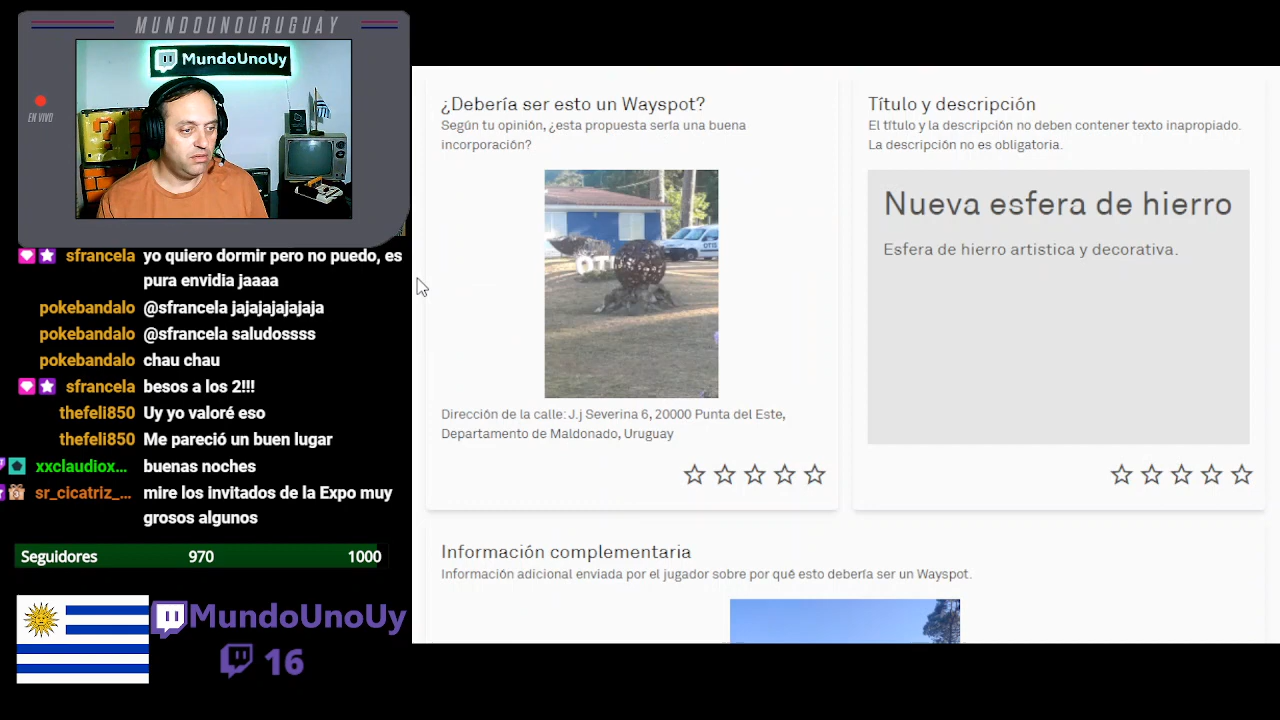 MUNDOUNOURUGUAY
MundoUnoUy
EN VIVO
sfrancela yo quiero dormir pero no puedo, es
pura envidia jaaaa
pokebandalo @sfrancela jajajajajaja
pokebandalo @sfrancela saludossss
pokebandalo chau chau
sfrancela besos a los 2!!!
thefeli850 Uy yo valoré eso
thefeli850 Me pareció un buen lugar
xxclaudiox... buenas noches
sr_cicatriz_... mire los invitados de la Expo muy
grosos algunos
Seguidores 970 1000
MundoUnoUy
16
¿Debería ser esto un Wayspot?
Según tu opinión, ¿esta propuesta sería una buena
incorporación?
OTI
OTIS
Dirección de la calle: J.j Severina 6, 20000 Punta del Este,
Departamento de Maldonado, Uruguay
Título y descripción
El título y la descripción no deben contener texto inapropiado.
La descripción no es obligatoria.
Nueva esfera de hierro
Esfera de hierro artistica y decorativa.
Información complementaria
Información adicional enviada por el jugador sobre por qué esto debería ser un Wayspot.